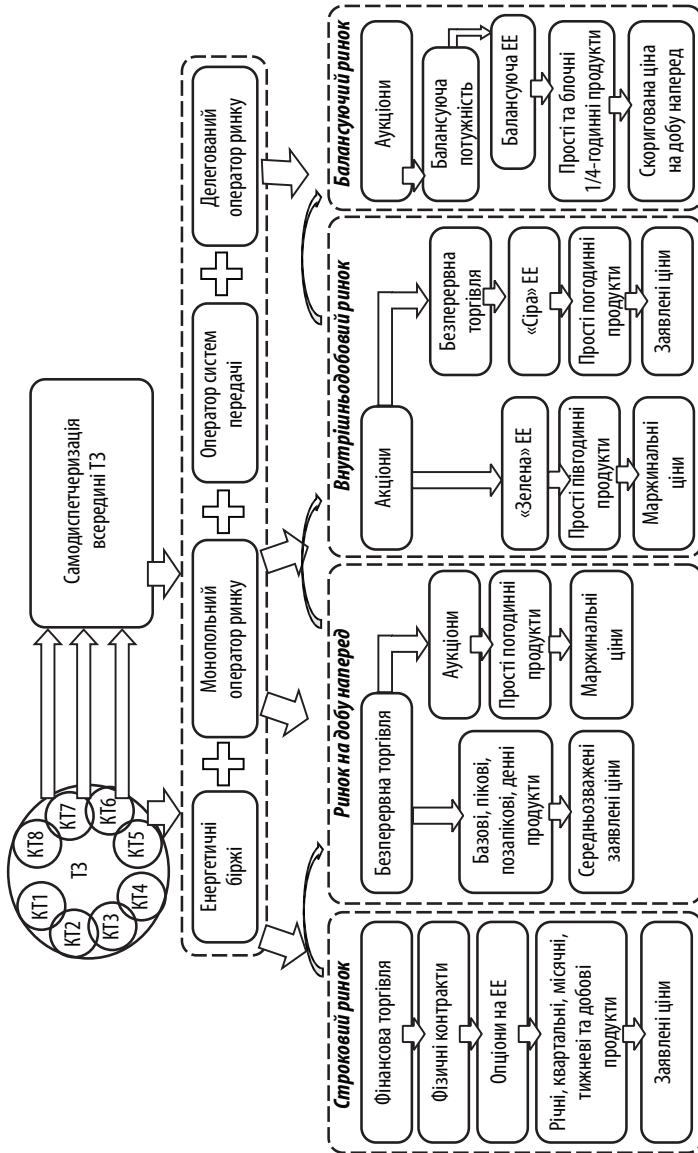 КТ1
КТ2
КТ3
КТ4
КТ5
КТ6
КТ7
КТ8
ТЗ
Самодиспетчеризація
всередині ТЗ
Енергетичні
біржі
Монопольний
оператор ринку
Оператор систем
передачі
Делегований
оператор ринку
Строковий ринок
Фінансова торгівля
Фізичні контракти
Опціони на ЕЕ
Річні, квартальні, місячні,
тижневі та добові
продукти
Заявлені ціни
Ринок на добу наперед
Безперервна торгівля
Базові, пікові,
позапікові, денні
продукти
Середньозважені
заявлені ціни
Аукціони
Прості погодинні
продукти
Маржинальні
ціни
Внутрішньодобовий ринок
Акціони
«Зелена» ЕЕ
Прості півгодинні
продукти
Маржинальні
ціни
Безперервна
торгівля
«Сіра» ЕЕ
Прості погодинні
продукти
Заявлені ціни
Балансуючий ринок
Аукціони
Балансуюча
потужність
Балансуюча ЕЕ
Прості та блочні
1/4-годинні продукти
Скоригована ціна
на добу наперед